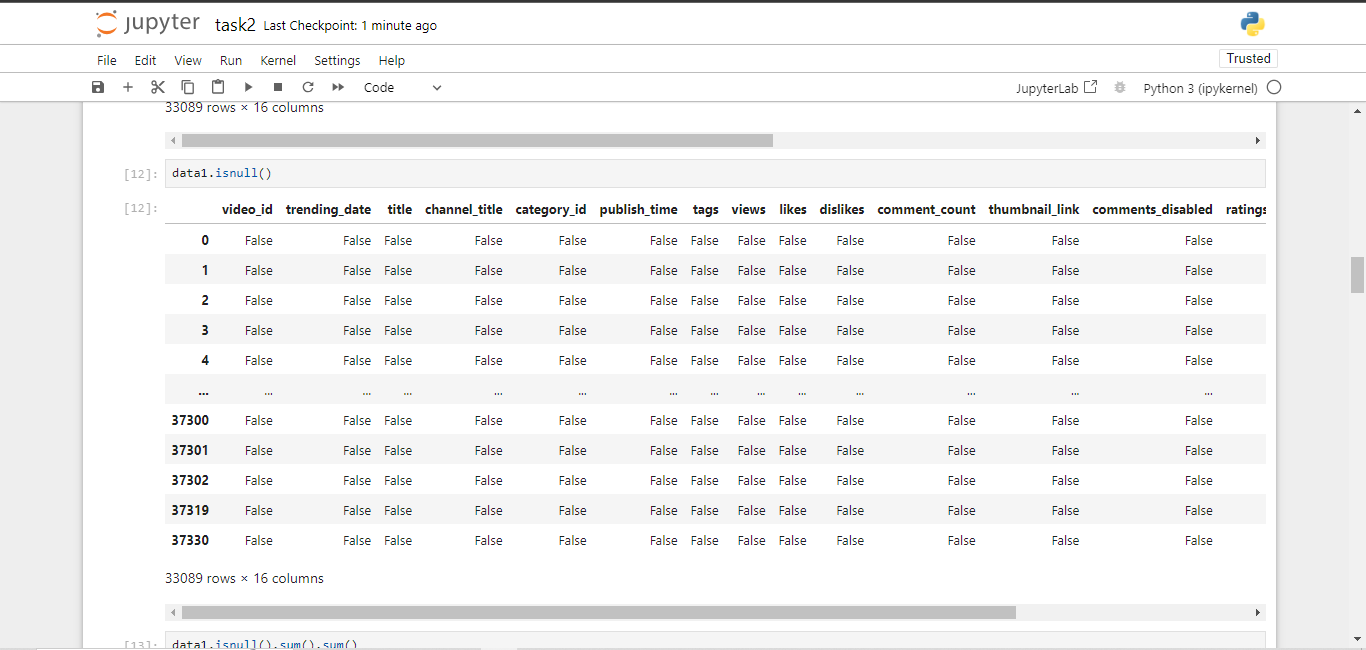 jupyter task2 Last Checkpoint: 1 minute ago
File Edit View Run Kernel Settings Help Trusted
Code JupyterLab Python 3 (ipykernel)
33089 rows × 16 columns
[12]: data1.isnull()
[12]: video_id trending_date title channel_title category_id publish_time tags views likes dislikes comment_count thumbnail_link comments_disabled ratings
0 False False False False False False False False False False False False False
1 False False False False False False False False False False False False False
2 False False False False False False False False False False False False False
3 False False False False False False False False False False False False False
4 False False False False False False False False False False False False False
... ... ... ... ... ... ... ... ... ... ... ... ... ...
37300 False False False False False False False False False False False False False
37301 False False False False False False False False False False False False False
37302 False False False False False False False False False False False False False
37319 False False False False False False False False False False False False False
37330 False False False False False False False False False False False False False
33089 rows × 16 columns
[13]: data1.isnull().sum().sum()